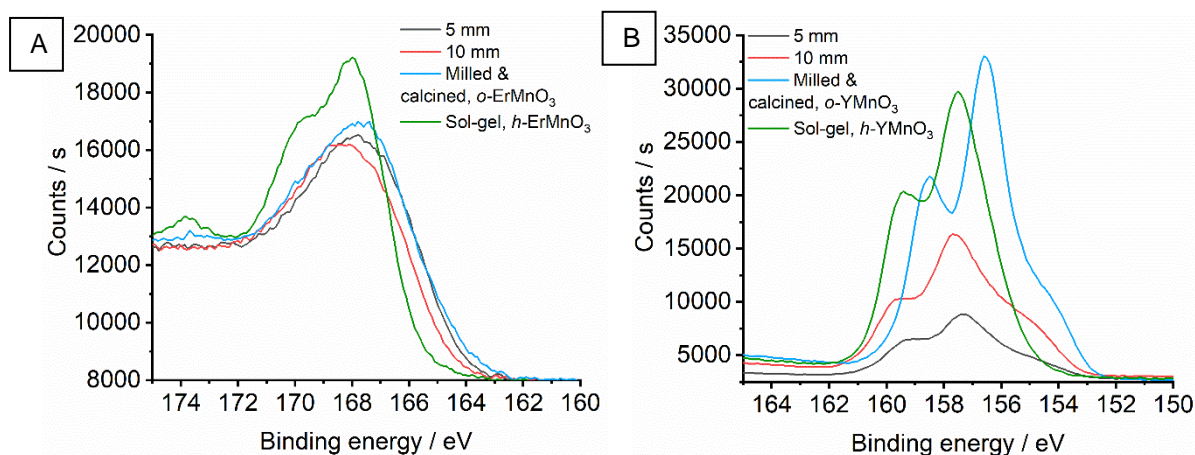 A
5 mm
10 mm
Milled &
calcined, o-ErMnO₃
Sol-gel, h-ErMnO₃
20000
18000
16000
14000
12000
10000
8000
Counts / s
174 172 170 168 166 164 162 160
Binding energy / eV
B
5 mm
10 mm
Milled &
calcined, o-YMnO₃
Sol-gel, h-YMnO₃
35000
30000
25000
20000
15000
10000
5000
Counts / s
164 162 160 158 156 154 152 150
Binding energy / eV